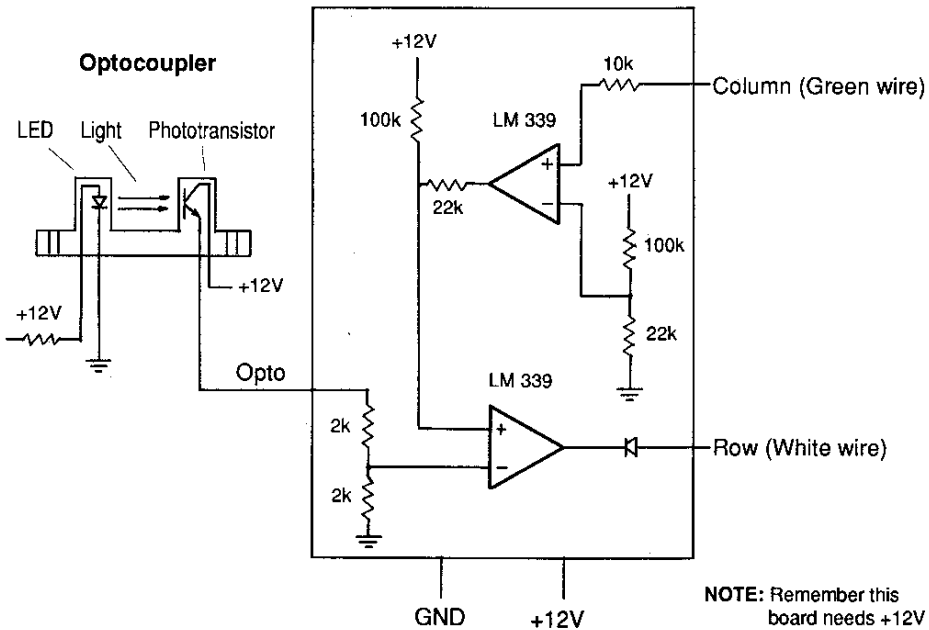 Optocoupler
LED Light Phototransistor
+12V
+12V
Opto
+12V
100k
22k
LM 339
+
−
10k
Column (Green wire)
+12V
100k
22k
LM 339
+
−
2k
2k
Row (White wire)
GND
+12V
NOTE: Remember this
board needs +12V